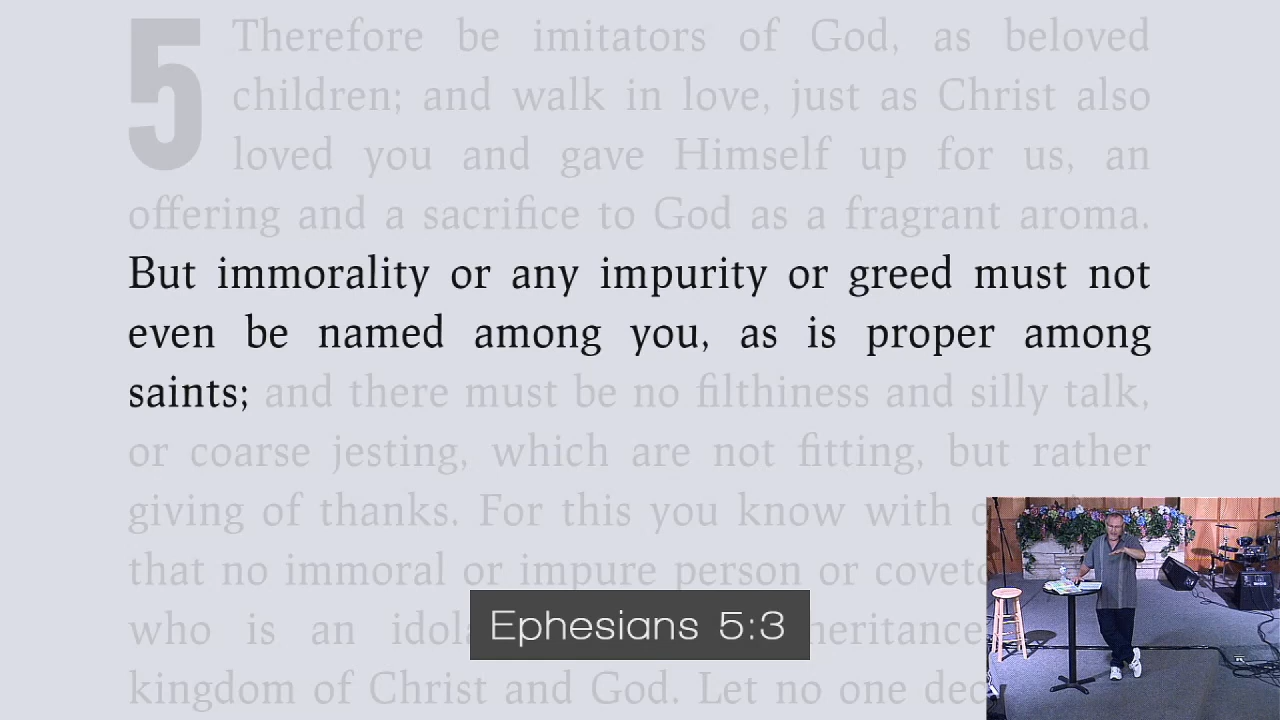 5 Therefore be imitators of God, as beloved
children; and walk in love, just as Christ also
loved you and gave Himself up for us, an
offering and a sacrifice to God as a fragrant aroma.
But immorality or any impurity or greed must not
even be named among you, as is proper among
saints; and there must be no filthiness and silly talk,
or coarse jesting, which are not fitting, but rather
giving of thanks. For this you know with
that no immoral or impure person or
who is an
kingdom of Christ and God. Let no one
Ephesians 5:3